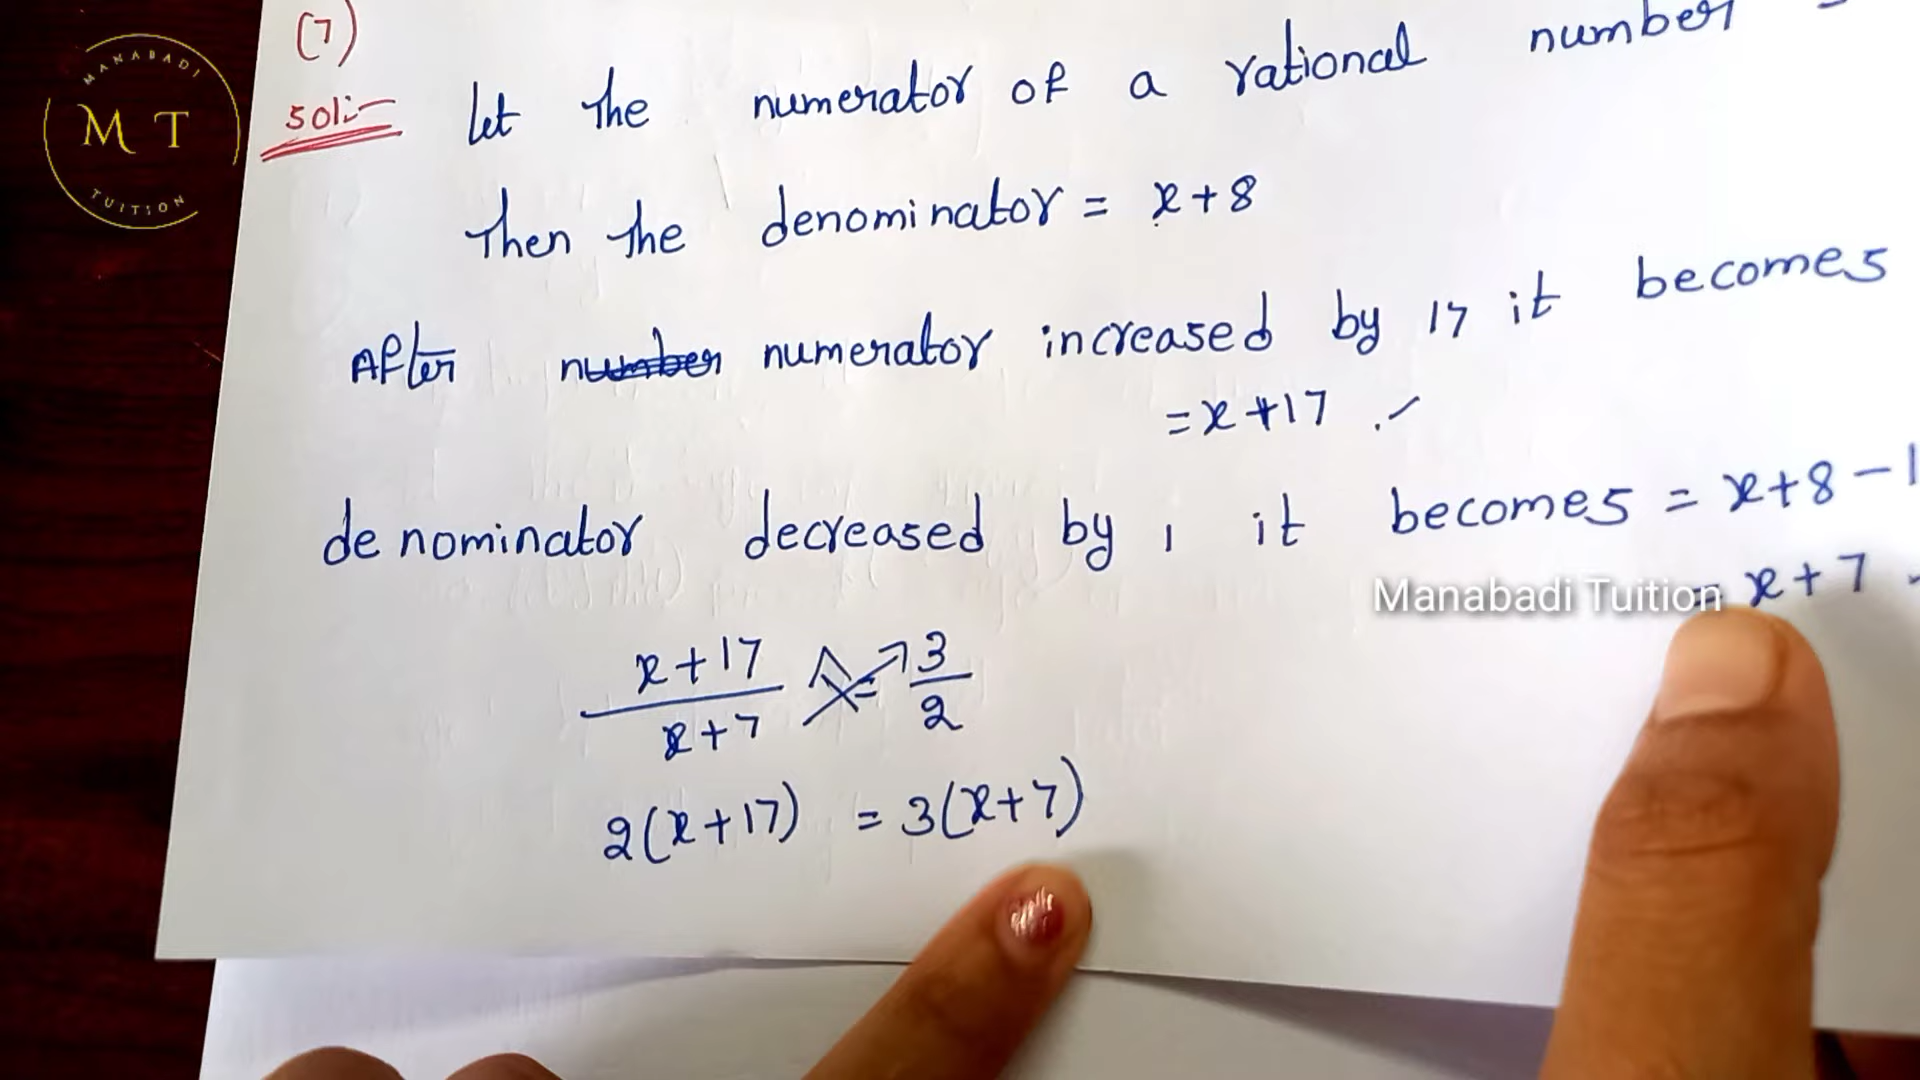 MANABADI
MT
TUITION
(7)
Sol:- Let the numerator of a rational number =
Then the denominator = x+8
After number numerator increased by 17 it becomes
= x+17
denominator decreased by 1 it becomes = x+8-1
= x+7
Manabadi Tuition
x+17 / x+7 = 3/2
2(x+17) = 3(x+7)